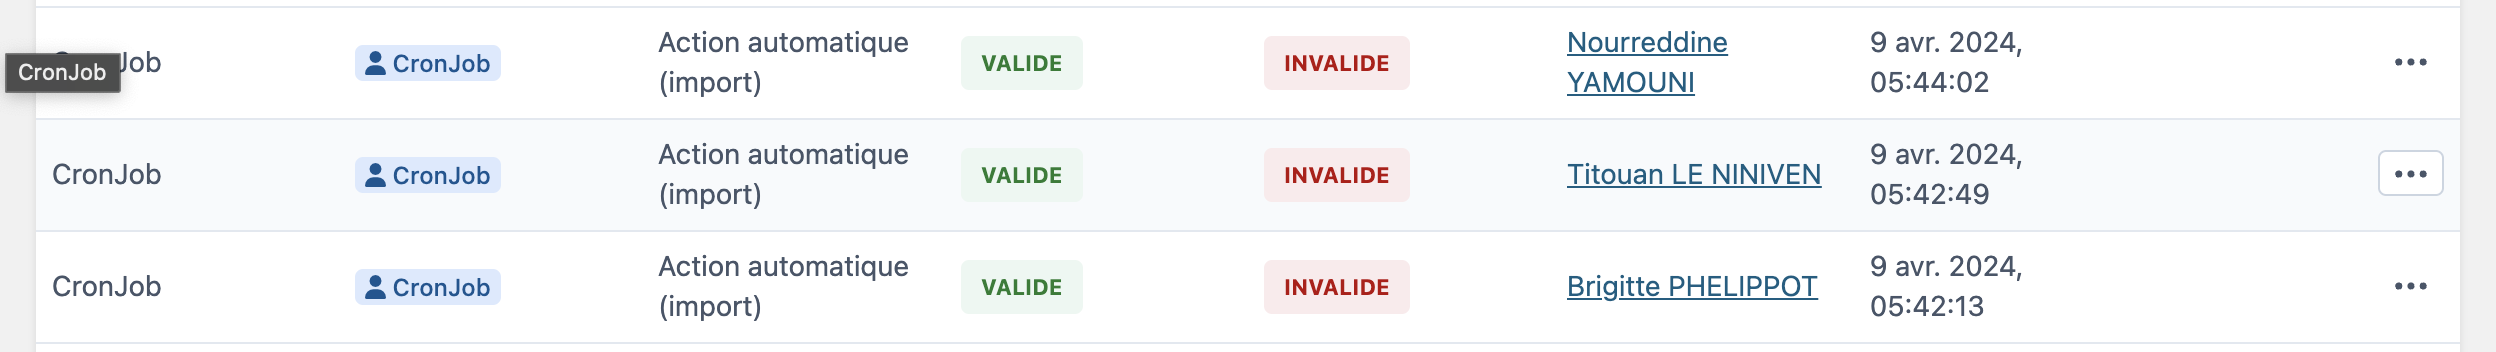 CronJob
CronJob
Action automatique
(import)
VALIDE
INVALIDE
Nourreddine
YAMOUNI
9 avr. 2024,
05:44:02
CronJob
CronJob
Action automatique
(import)
VALIDE
INVALIDE
Titouan LE NINIVEN
9 avr. 2024,
05:42:49
CronJob
CronJob
Action automatique
(import)
VALIDE
INVALIDE
Brigitte PHELIPPOT
9 avr. 2024,
05:42:13